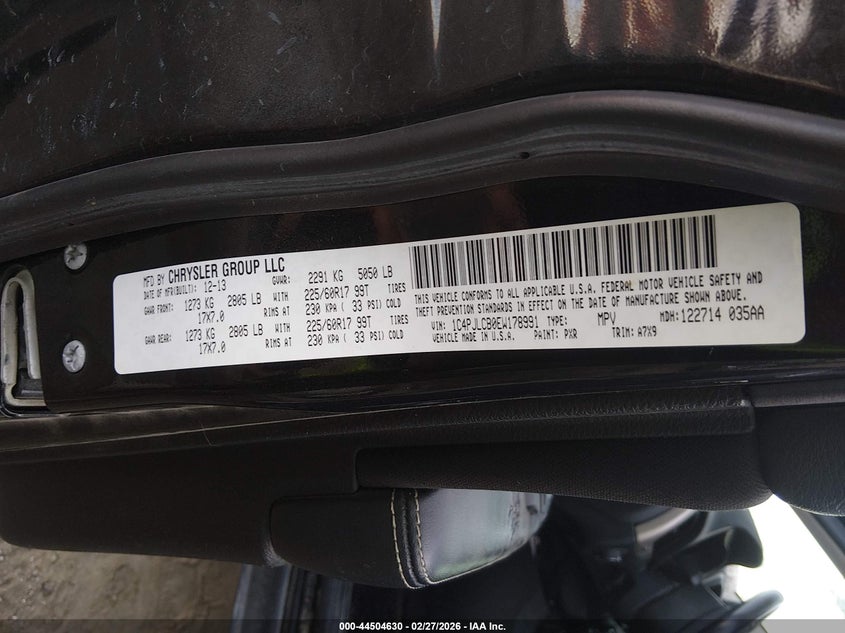 MFD BY CHRYSLER GROUP LLC
DATE OF MFR(BUILT): 12-13 GVWR: 2291 KG 5050 LB
GAWR FRONT: 1273 KG 2805 LB WITH 225/60R17 99T TIRES
17X7.0 RIMS AT 230 KPA ( 33 PSI) COLD
GAWR REAR: 1273 KG 2805 LB WITH 225/60R17 99T TIRES
17X7.0 RIMS AT 230 KPA ( 33 PSI) COLD
THIS VEHICLE CONFORMS TO ALL APPLICABLE U.S.A. FEDERAL MOTOR VEHICLE SAFETY AND
THEFT PREVENTION STANDARDS IN EFFECT ON THE DATE OF MANUFACTURE SHOWN ABOVE.
VIN: 1C4PJLCB0EW178991 TYPE: MPV MDH: 122714 035AA
VEHICLE MADE IN U.S.A. PAINT: PXR TRIM: A7X9
000-44504630 - 02/27/2026 - IAA Inc.